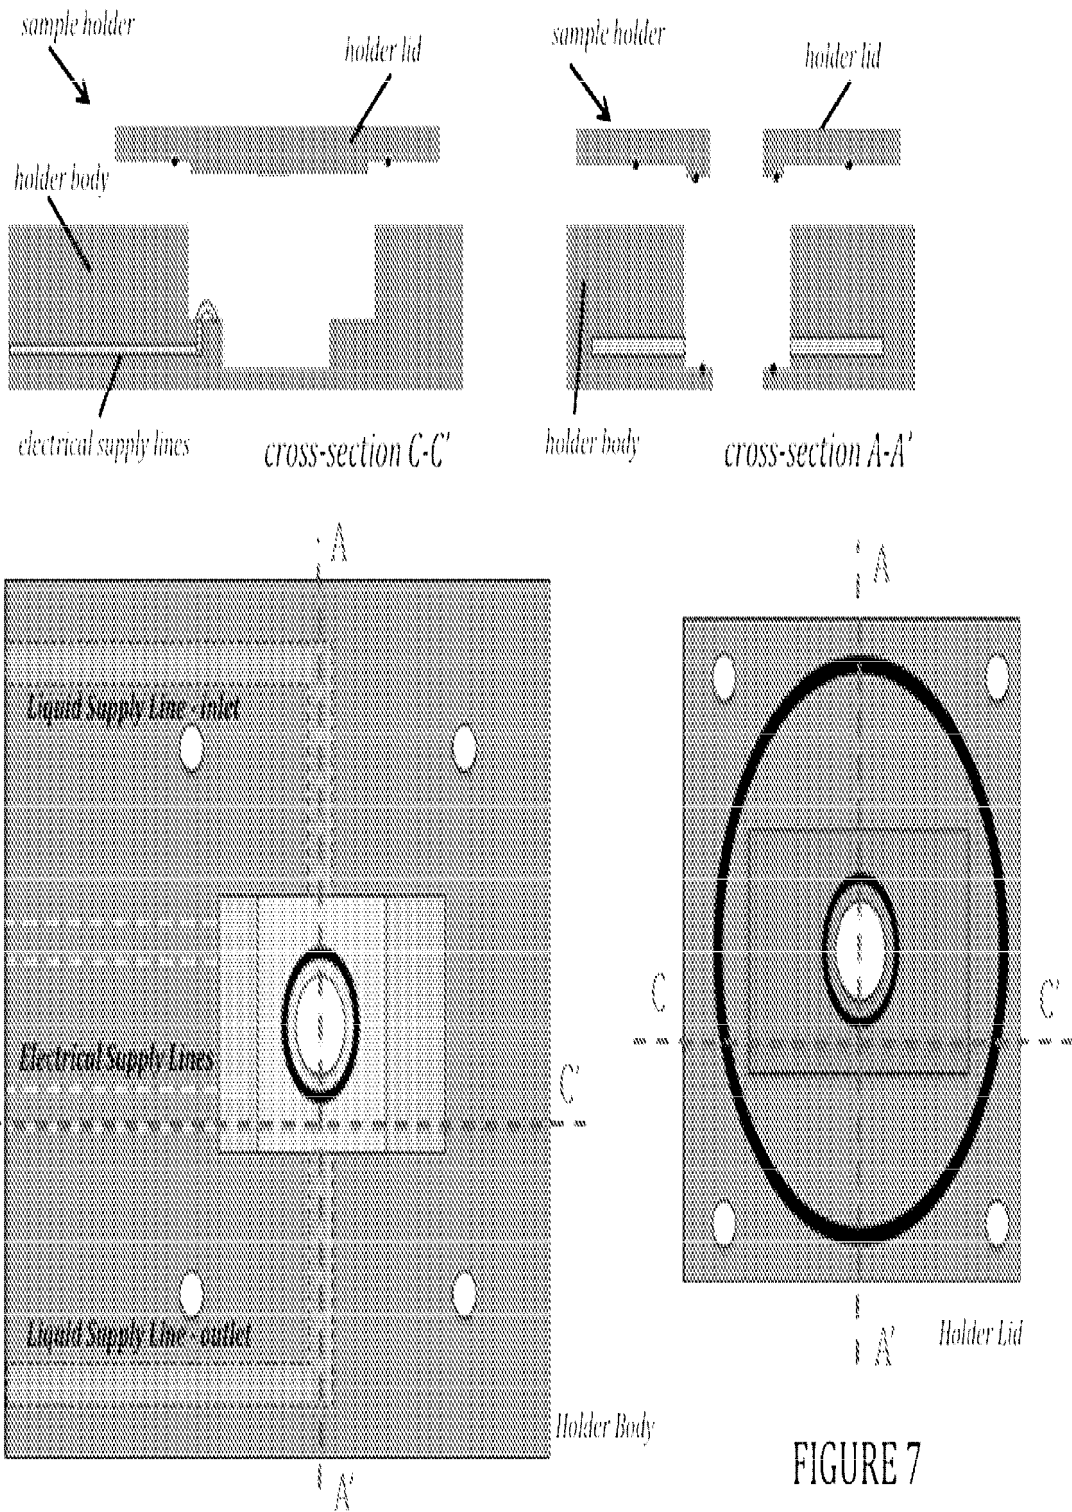 sample holder
holder lid
sample holder
holder lid
holder body
electrical supply lines
cross-section C-C'
holder body
cross-section A-A'
A
A
Liquid Supply Line - inlet
C
C'
Electrical Supply Lines
C'
Liquid Supply Line - outlet
A'
Holder Lid
Holder Body
FIGURE 7
A'